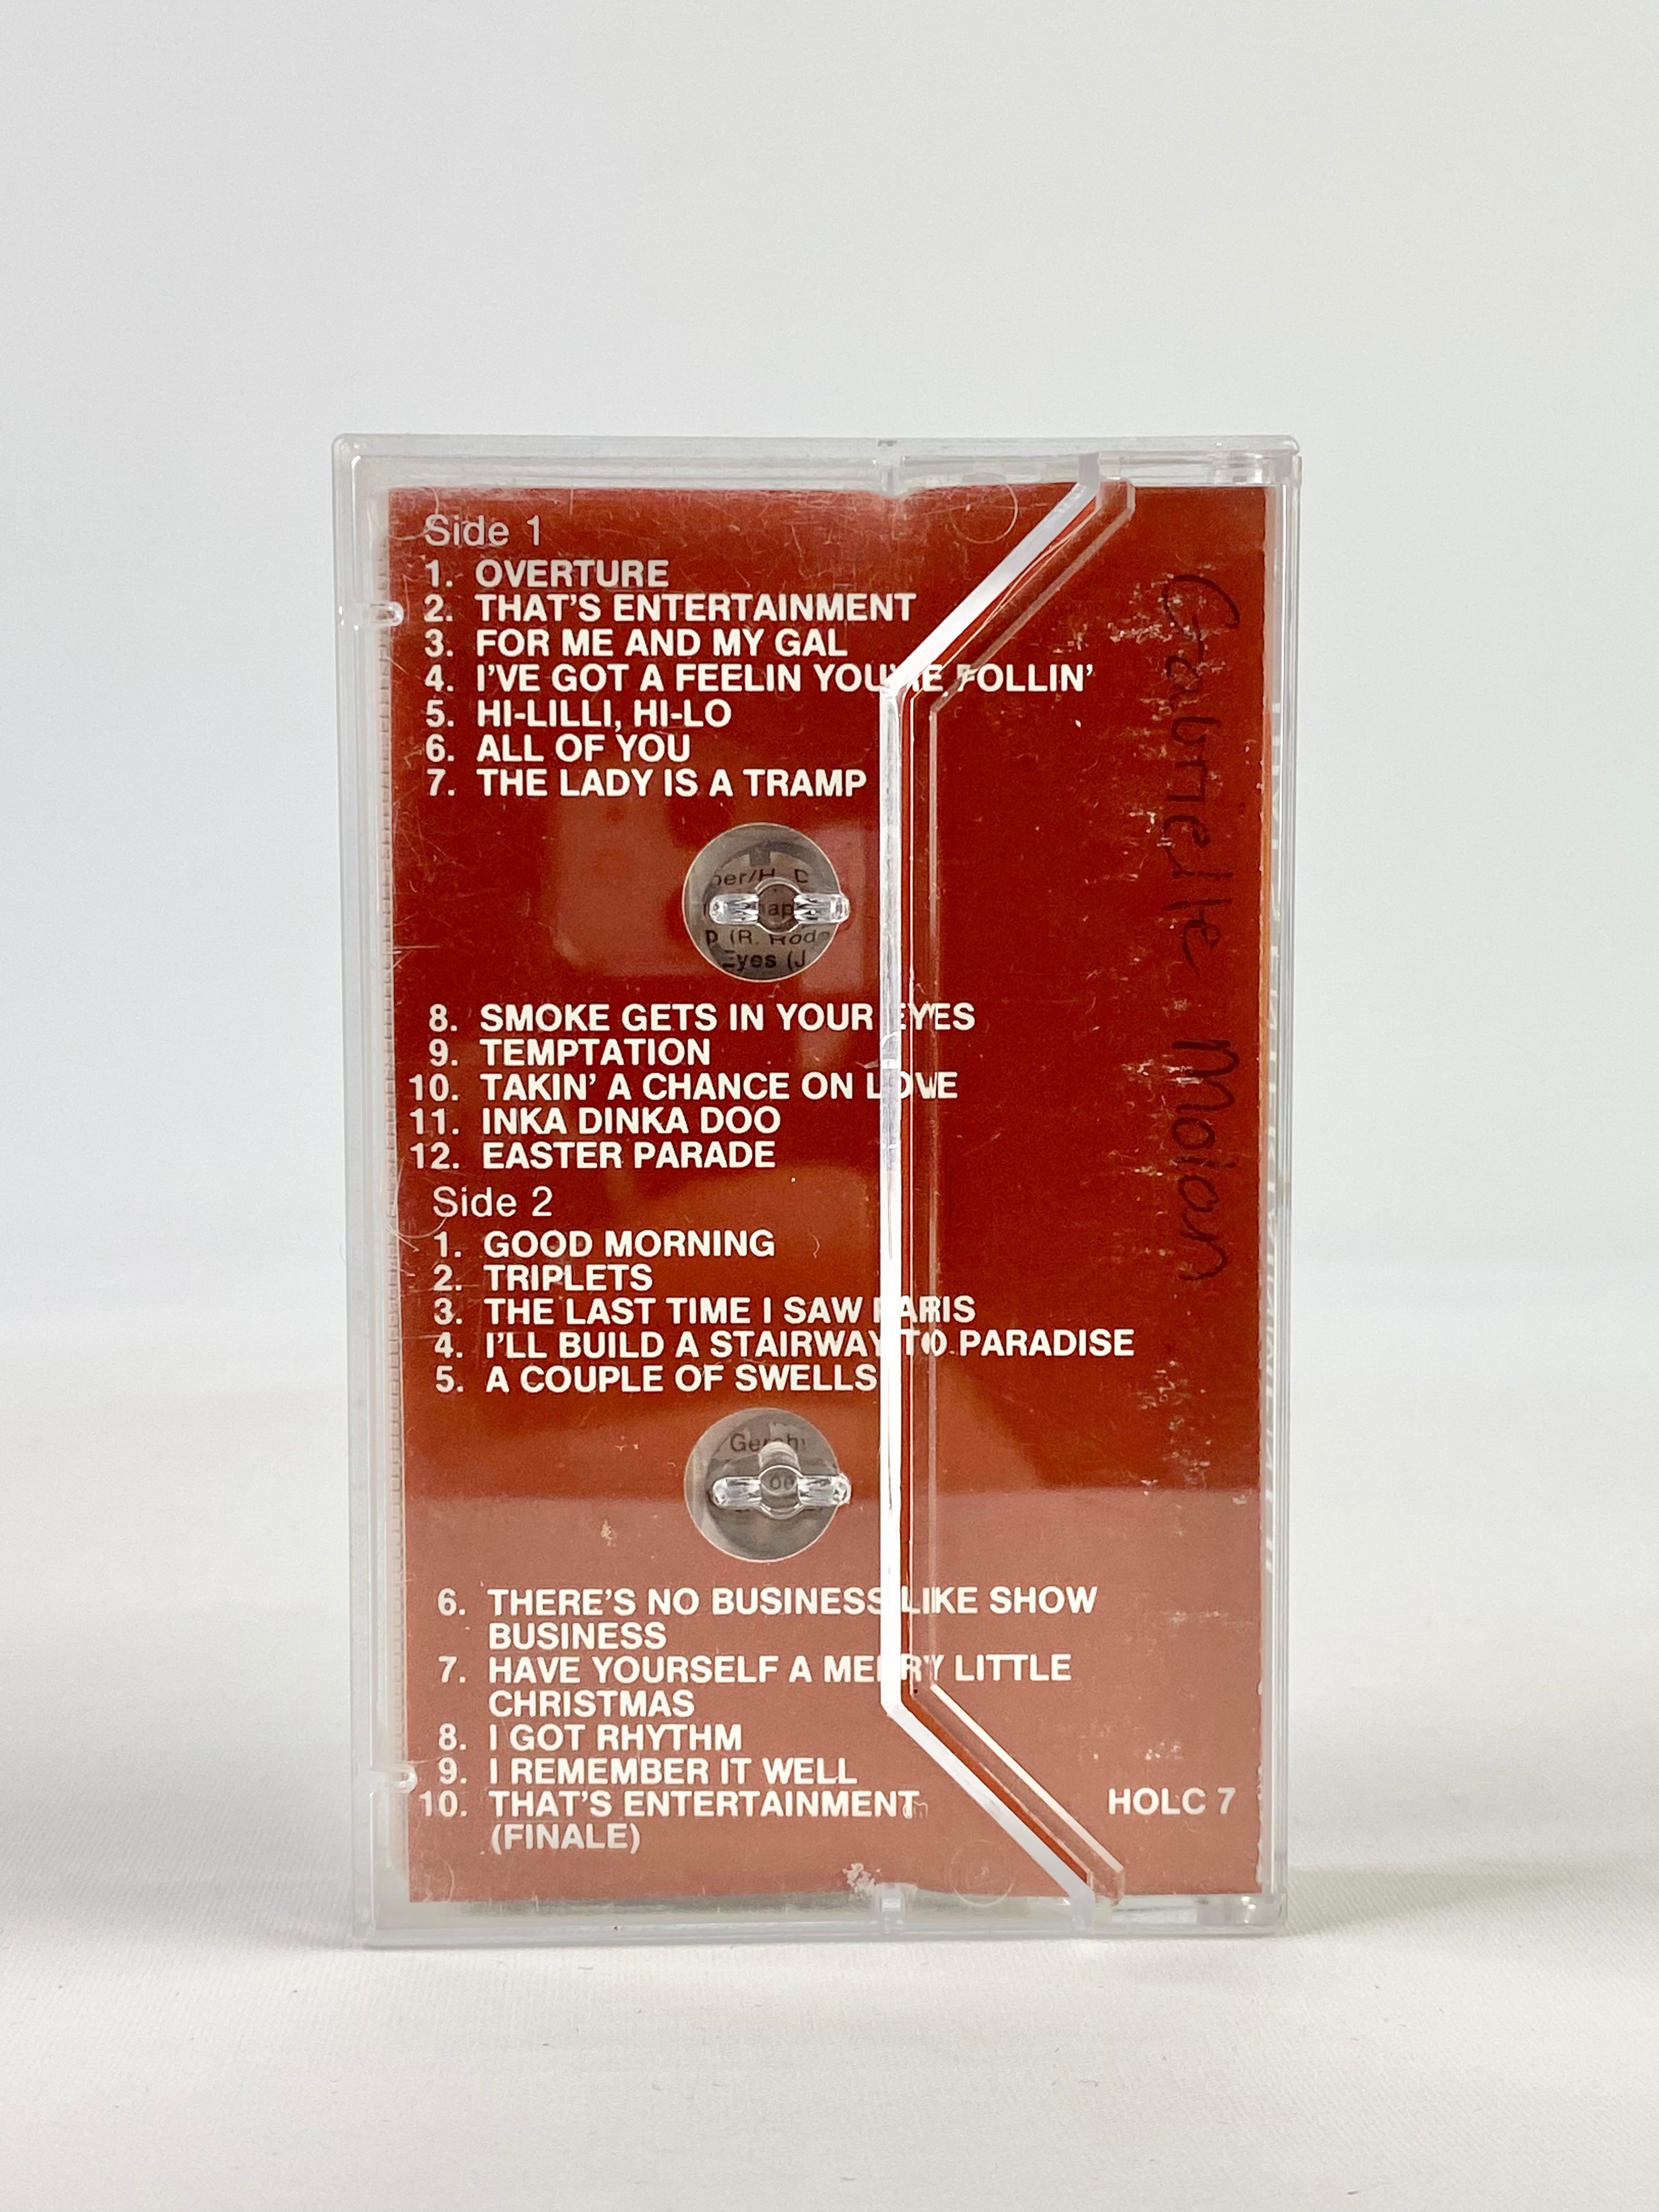 Side 1
1. OVERTURE
2. THAT'S ENTERTAINMENT
3. FOR ME AND MY GAL
4. I'VE GOT A FEELIN YOU'RE FOLLIN'
5. HI-LILLI, HI-LO
6. ALL OF YOU
7. THE LADY IS A TRAMP
8. SMOKE GETS IN YOUR EYES
9. TEMPTATION
10. TAKIN' A CHANCE ON LOVE
11. INKA DINKA DOO
12. EASTER PARADE
Side 2
1. GOOD MORNING
2. TRIPLETS
3. THE LAST TIME I SAW PARIS
4. I'LL BUILD A STAIRWAY TO PARADISE
5. A COUPLE OF SWELLS
6. THERE'S NO BUSINESS LIKE SHOW
BUSINESS
7. HAVE YOURSELF A MERRY LITTLE
CHRISTMAS
8. I GOT RHYTHM
9. I REMEMBER IT WELL
10. THAT'S ENTERTAINMENT
(FINALE)
HOLC 7
Gabrielle